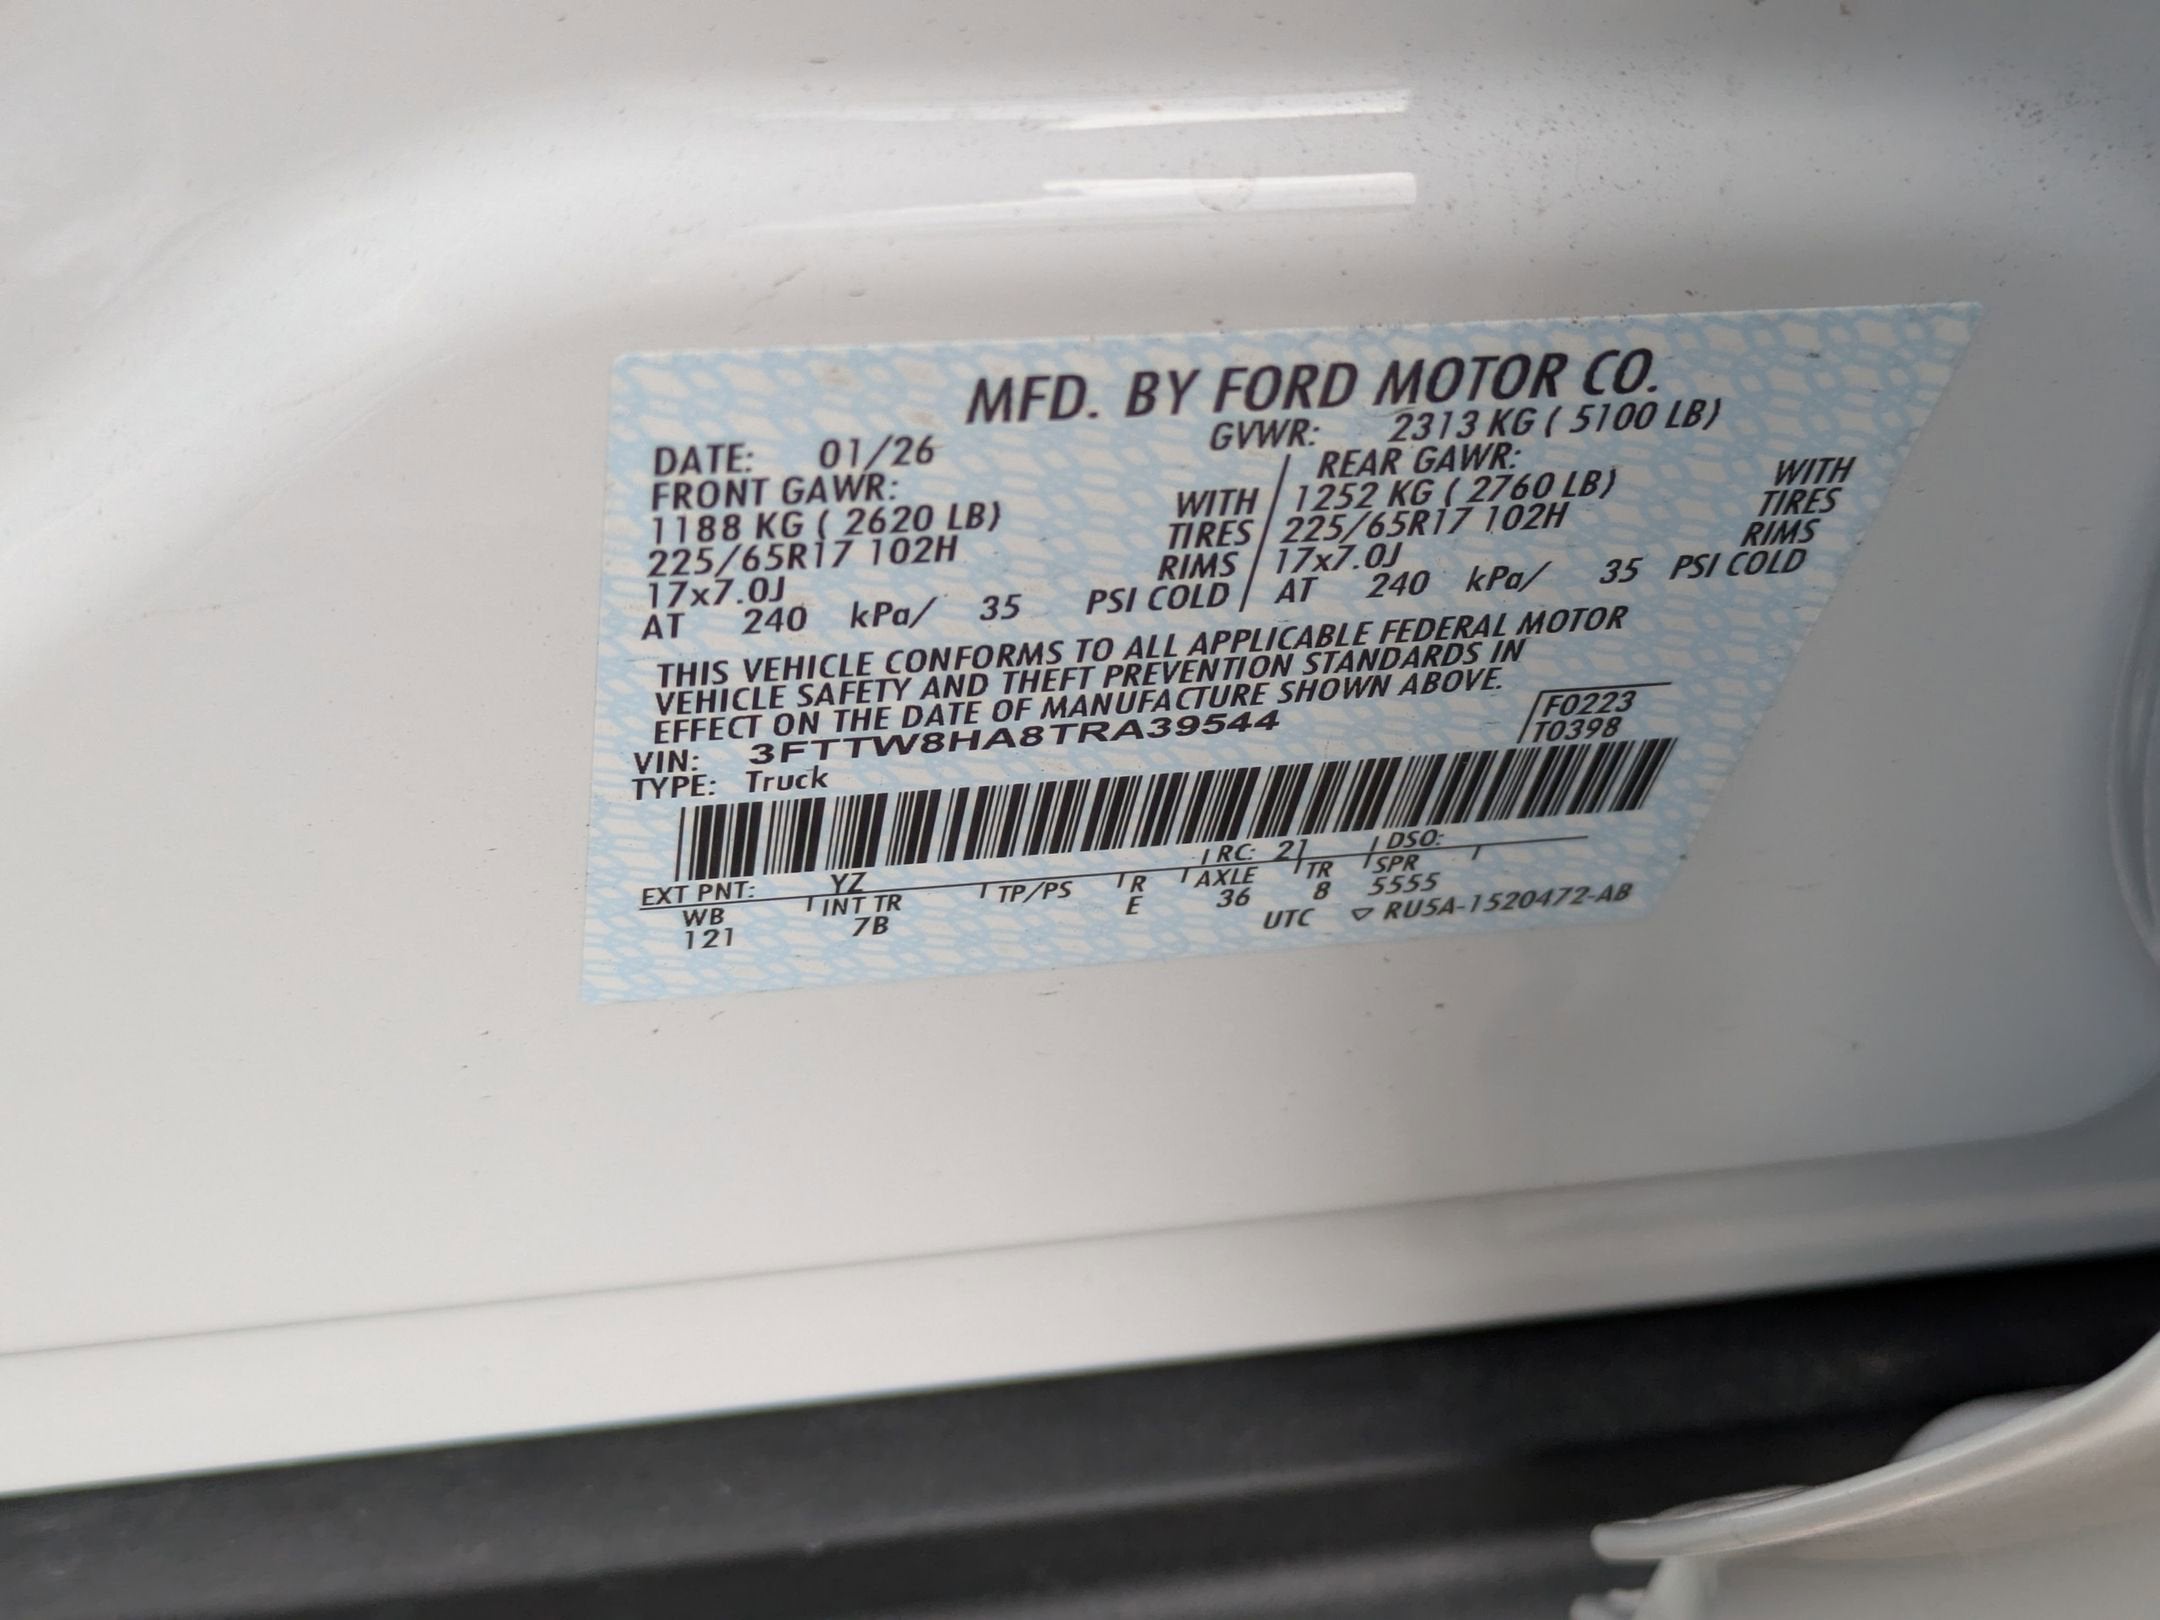 MFD. BY FORD MOTOR CO.
DATE: 01/26 GVWR: 2313 KG ( 5100 LB)
FRONT GAWR: REAR GAWR:
1188 KG ( 2620 LB) WITH 1252 KG ( 2760 LB) WITH
225/65R17 102H TIRES 225/65R17 102H TIRES
17x7.0J RIMS 17x7.0J RIMS
AT 240 kPa/ 35 PSI COLD AT 240 kPa/ 35 PSI COLD
THIS VEHICLE CONFORMS TO ALL APPLICABLE FEDERAL MOTOR
VEHICLE SAFETY AND THEFT PREVENTION STANDARDS IN
EFFECT ON THE DATE OF MANUFACTURE SHOWN ABOVE.
VIN: 3FTTW8HA8TRA39544 F0223
TYPE: Truck T0398
EXT PNT: YZ RC: 21 DSO:
WB INT TR TP/PS R AXLE TR SPR
121 7B E 36 8 5555
UTC RU5A-1520472-AB